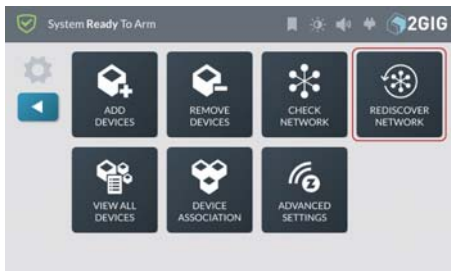 System Ready To Arm
2GIG
ADD
DEVICES
REMOVE
DEVICES
CHECK
NETWORK
REDISCOVER
NETWORK
VIEW ALL
DEVICES
DEVICE
ASSOCIATION
ADVANCED
SETTINGS